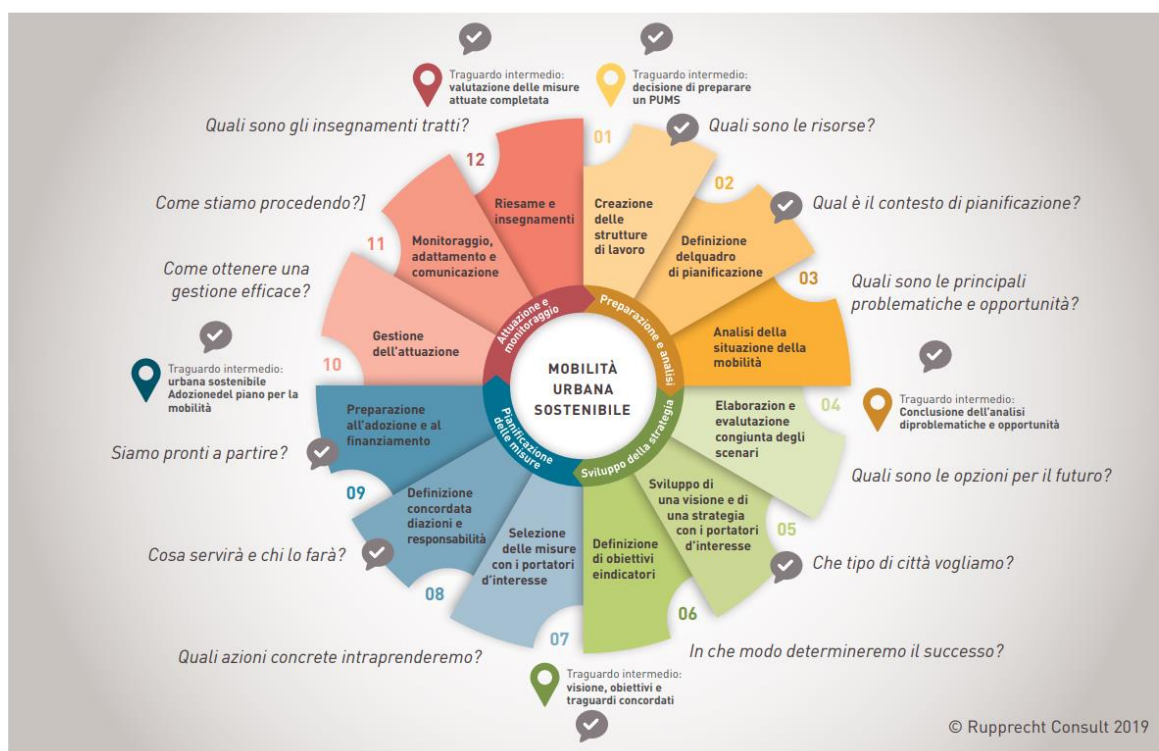 Traguardo intermedio:
valutazione delle misure
attuate completata
Traguardo intermedio:
decisione di preparare
un PUMS
Quali sono gli insegnamenti tratti?
Quali sono le risorse?
Come stiamo procedendo?]
Qual è il contesto di pianificazione?
Come ottenere una
gestione efficace?
Quali sono le principali
problematiche e opportunità?
01
Creazione
delle
strutture
di lavoro
02
Definizione
delquadro
di pianificazione
03
Analisi della
situazione della
mobilità
04
Elaborazion e
evalutazione
congiunta degli
scenari
05
Sviluppo di
una visione e di
una strategia
con i portatori
d'interesse
06
Definizione
di obiettivi
eindicatori
07
Selezione
delle misure
con i portatori
d'interesse
08
Definizione
concordata
diazioni e
responsabilità
09
Preparazione
all'adozione e al
finanziamento
10
Gestione
dell'attuazione
11
Monitoraggio,
adattamento e
comunicazione
12
Riesame e
insegnamenti
Preparazione e analisi
Sviluppo della strategia
Pianificazione
delle misure
Attuazione e
monitoraggio
MOBILITÀ
URBANA
SOSTENIBILE
Traguardo intermedio:
urbana sostenibile
Adozionedel piano per la
mobilità
Traguardo intermedio:
Conclusione dell'analisi
diproblematiche e opportunità
Siamo pronti a partire?
Quali sono le opzioni per il futuro?
Cosa servirà e chi lo farà?
Che tipo di città vogliamo?
Quali azioni concrete intraprenderemo?
In che modo determineremo il successo?
Traguardo intermedio:
visione, obiettivi e
traguardi concordati
© Rupprecht Consult 2019